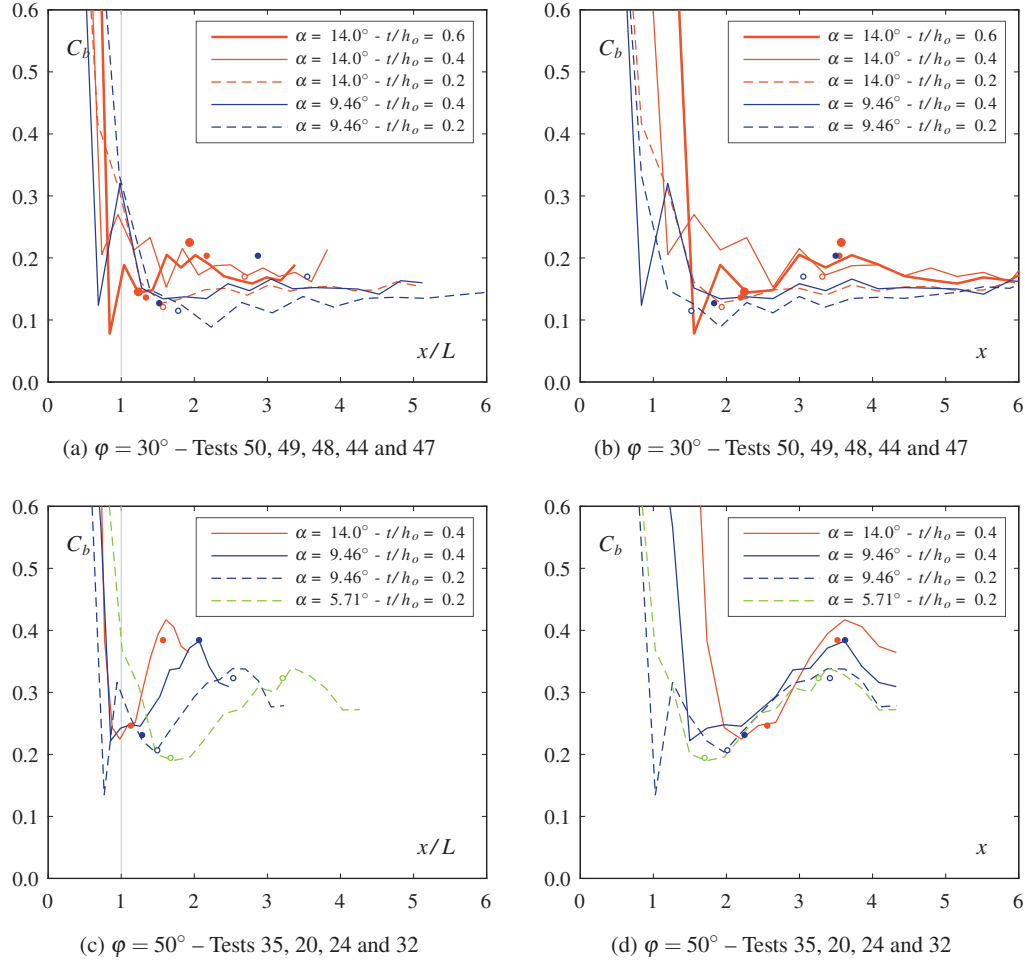 0.6
0.5
0.4
0.3
0.2
0.1
0.0
C_b
α = 14.0° - t/h_o = 0.6
α = 14.0° - t/h_o = 0.4
α = 14.0° - t/h_o = 0.2
α = 9.46° - t/h_o = 0.4
α = 9.46° - t/h_o = 0.2
x/L
0 1 2 3 4 5 6
(a) φ = 30° – Tests 50, 49, 48, 44 and 47
0.6
0.5
0.4
0.3
0.2
0.1
0.0
C_b
α = 14.0° - t/h_o = 0.6
α = 14.0° - t/h_o = 0.4
α = 14.0° - t/h_o = 0.2
α = 9.46° - t/h_o = 0.4
α = 9.46° - t/h_o = 0.2
x
0 1 2 3 4 5 6
(b) φ = 30° – Tests 50, 49, 48, 44 and 47
0.6
0.5
0.4
0.3
0.2
0.1
0.0
C_b
α = 14.0° - t/h_o = 0.4
α = 9.46° - t/h_o = 0.4
α = 9.46° - t/h_o = 0.2
α = 5.71° - t/h_o = 0.2
x/L
0 1 2 3 4 5 6
(c) φ = 50° – Tests 35, 20, 24 and 32
0.6
0.5
0.4
0.3
0.2
0.1
0.0
C_b
α = 14.0° - t/h_o = 0.4
α = 9.46° - t/h_o = 0.4
α = 9.46° - t/h_o = 0.2
α = 5.71° - t/h_o = 0.2
x
0 1 2 3 4 5 6
(d) φ = 50° – Tests 35, 20, 24 and 32